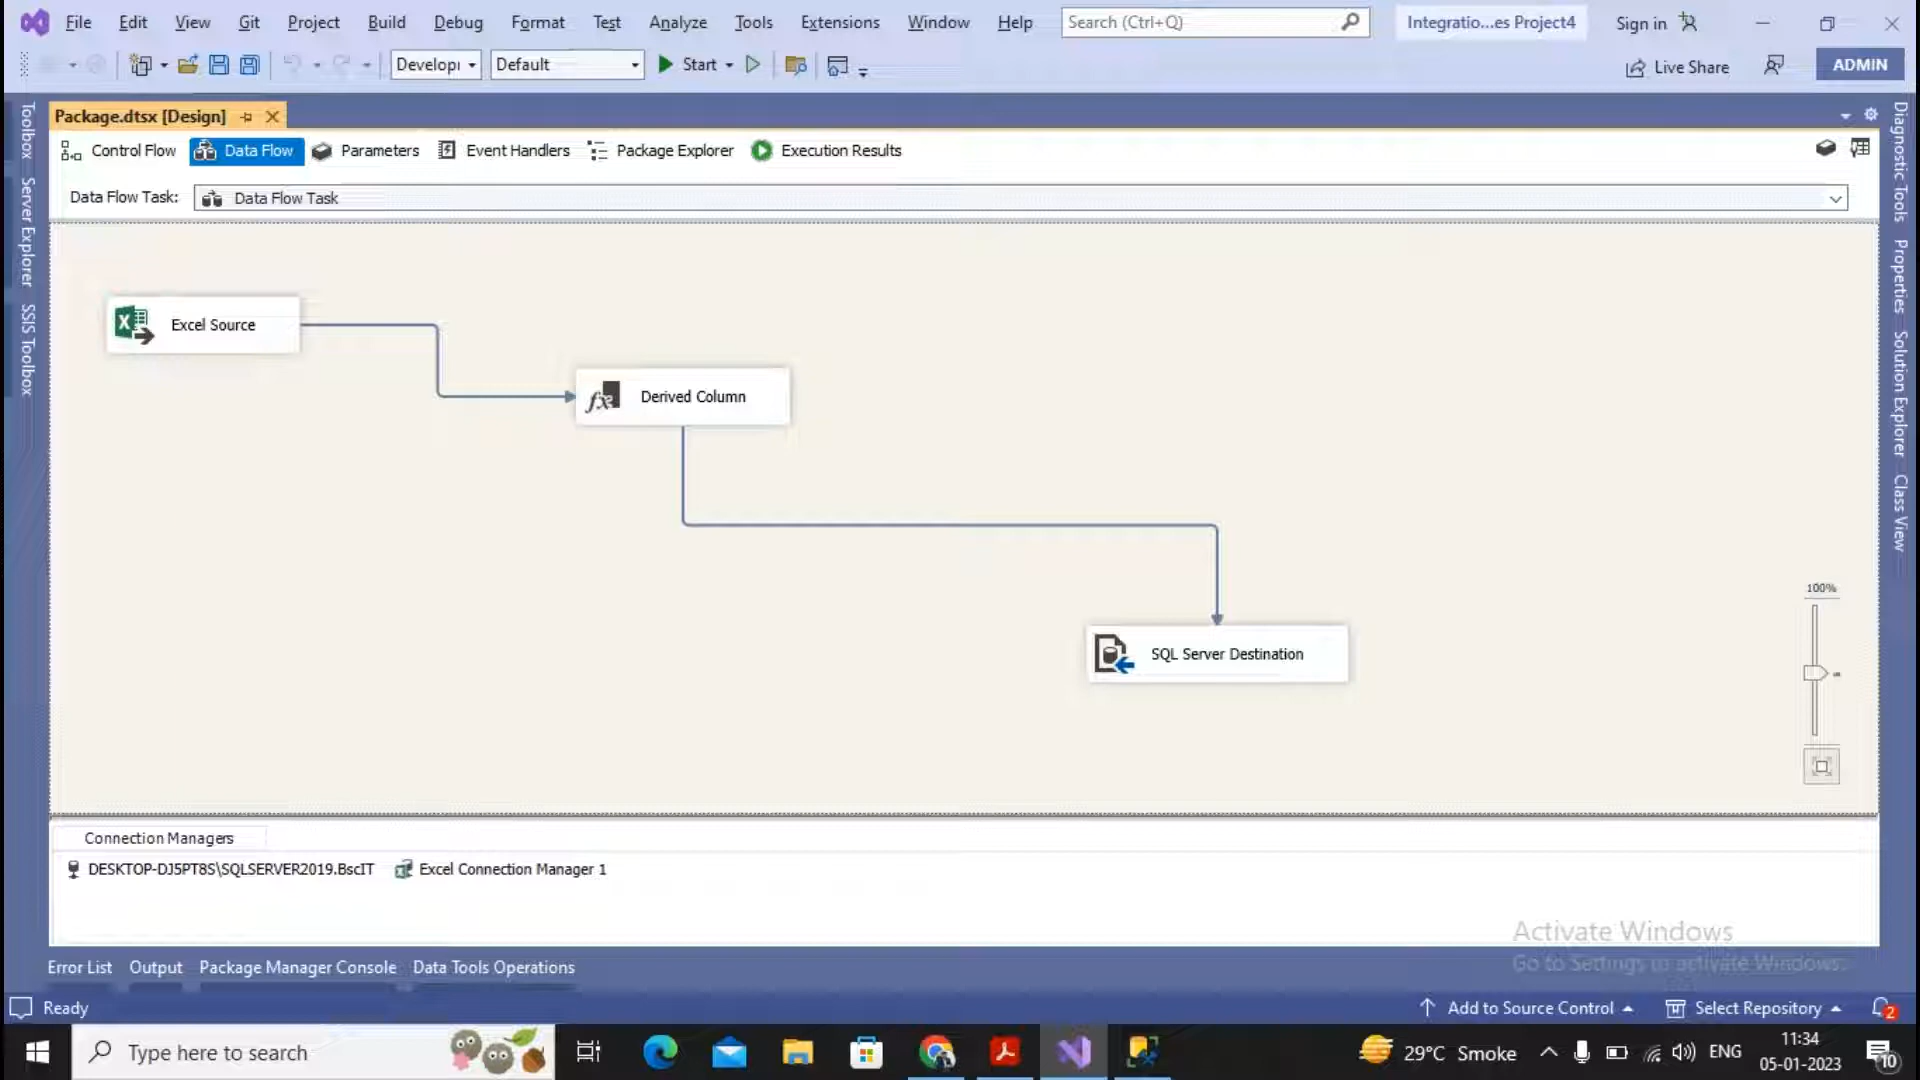 File Edit View Git Project Build Debug Format Test Analyze Tools Extensions Window Help Search (Ctrl+Q) Integratio...es Project4 Sign in
Developı Default Start Live Share ADMIN
Package.dtsx [Design]
Control Flow Data Flow Parameters Event Handlers Package Explorer Execution Results
Data Flow Task: Data Flow Task
Toolbox
Server Explorer
SSIS Toolbox
Diagnostic Tools
Properties
Solution Explorer
Class View
Excel Source
Derived Column
SQL Server Destination
100%
Connection Managers
DESKTOP-DJ5PT8S\SQLSERVER2019.BscIT Excel Connection Manager 1
Activate Windows
Go to Settings to activate Windows.
Error List Output Package Manager Console Data Tools Operations
Ready Add to Source Control Select Repository 2
Type here to search 29°C Smoke ENG 11:34
05-01-2023 10